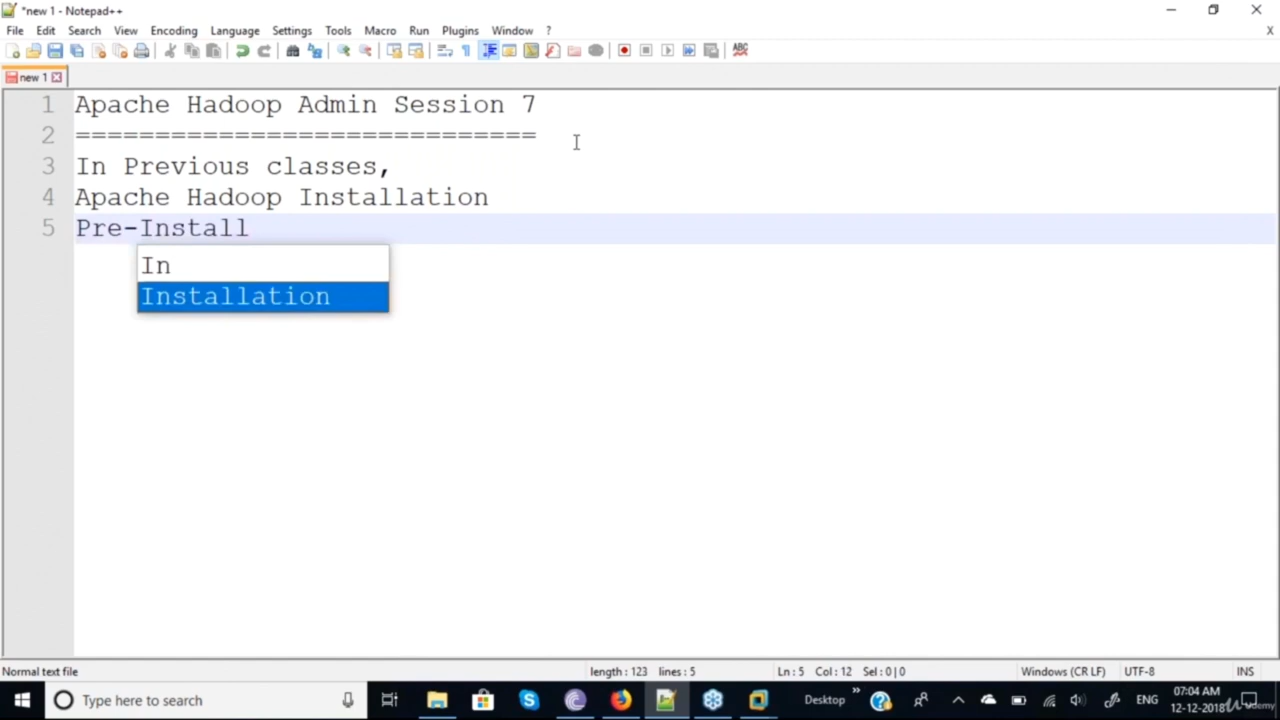 *new 1 - Notepad++
File Edit Search View Encoding Language Settings Tools Macro Run Plugins Window ? X
ABC
new 1
1 Apache Hadoop Admin Session 7
2 =============================
3 In Previous classes,
4 Apache Hadoop Installation
5 Pre-Install
In
Installation
Normal text file length : 123 lines : 5 Ln : 5 Col : 12 Sel : 0 | 0 Windows (CR LF) UTF-8 INS
Type here to search Desktop ENG 07:04 AM
12-12-2018
Udemy